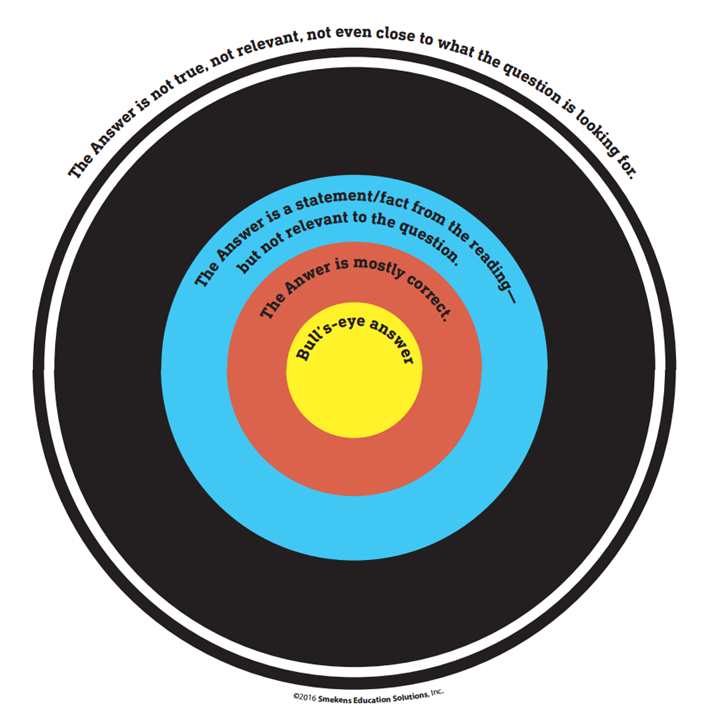 The Answer is not true, not relevant, not even close to what the question is looking for.
The Answer is a statement/fact from the reading—
but not relevant to the question.
The Anwer is mostly correct.
Bull's-eye answer
©2016 Smekens Education Solutions, Inc.